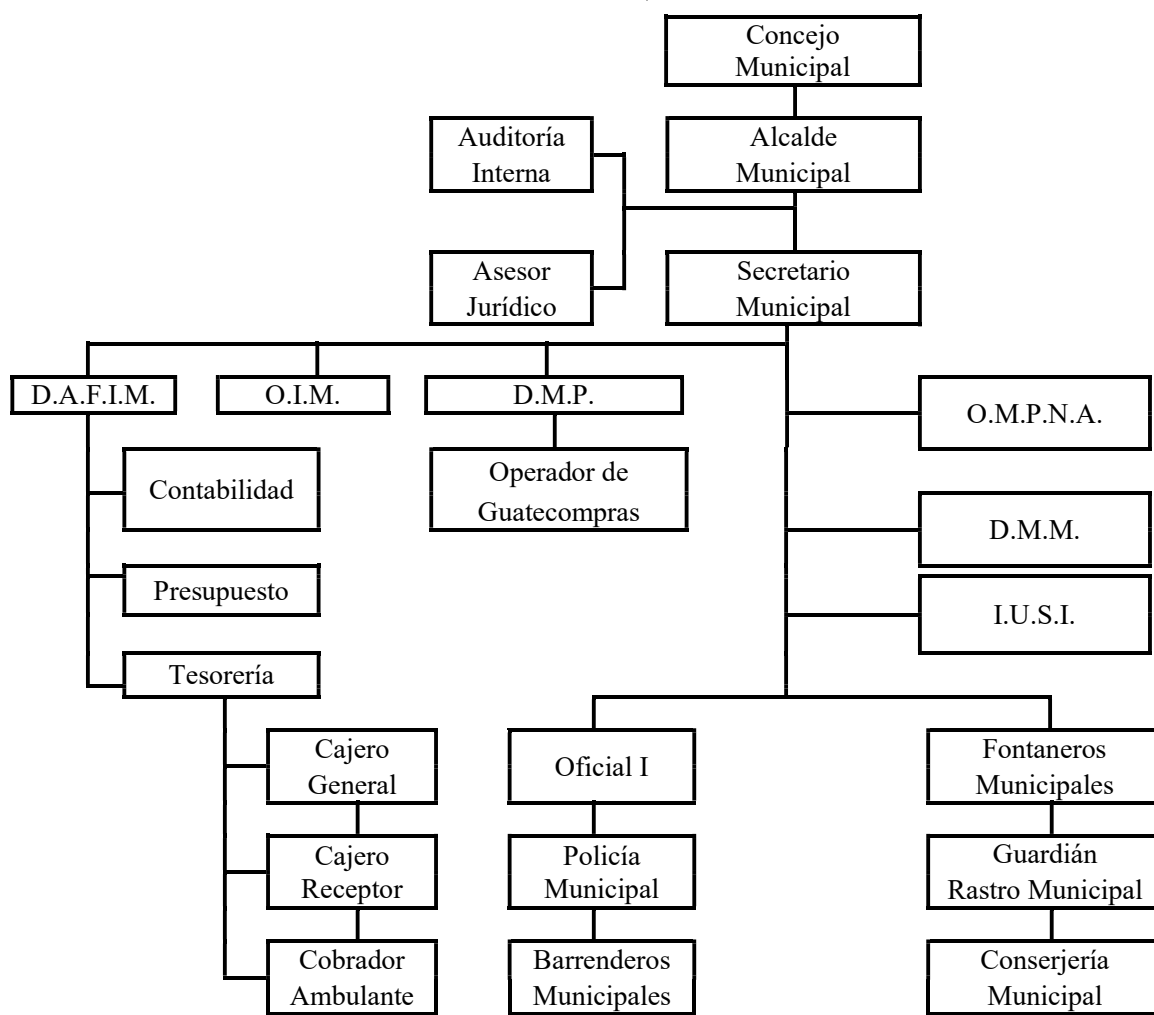 Concejo
Municipal
Auditoría
Interna
Alcalde
Municipal
Asesor
Jurídico
Secretario
Municipal
D.A.F.I.M.
O.I.M.
D.M.P.
O.M.P.N.A.
Contabilidad
Operador de
Guatecompras
D.M.M.
Presupuesto
I.U.S.I.
Tesorería
Cajero
General
Oficial I
Fontaneros
Municipales
Cajero
Receptor
Policía
Municipal
Guardián
Rastro Municipal
Cobrador
Ambulante
Barrenderos
Municipales
Conserjería
Municipal